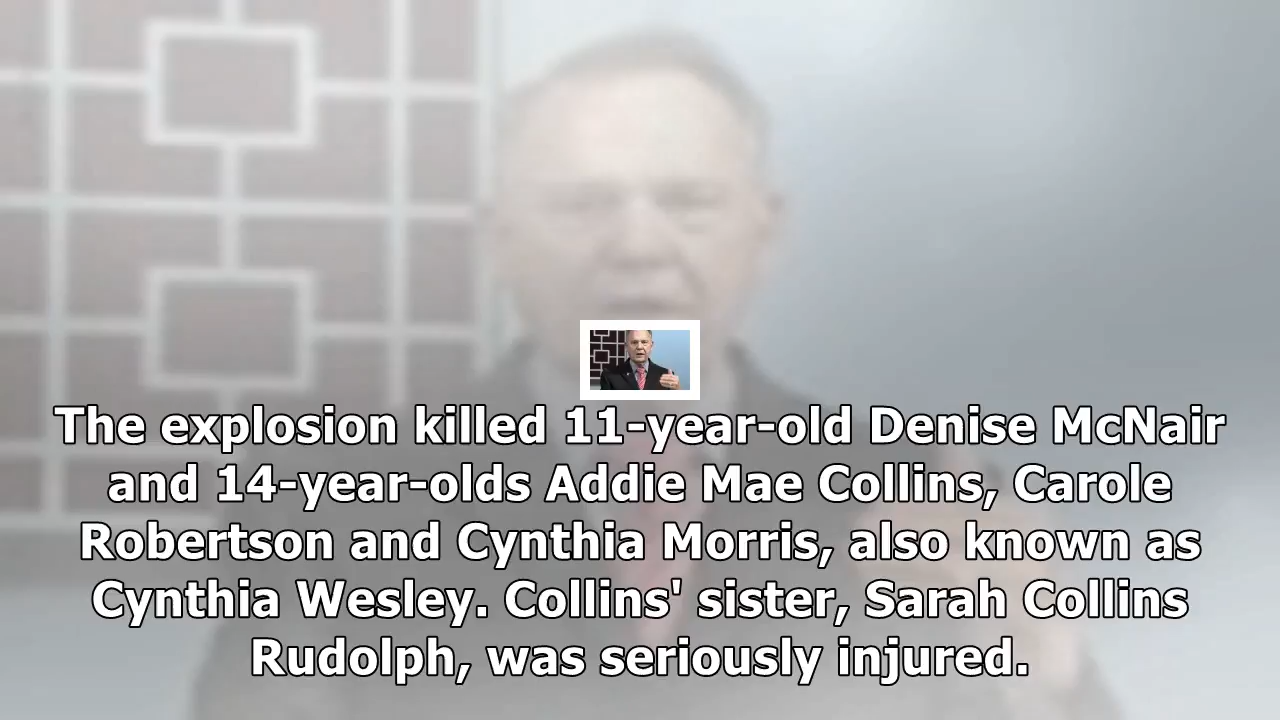 The explosion killed 11-year-old Denise McNair
and 14-year-olds Addie Mae Collins, Carole
Robertson and Cynthia Morris, also known as
Cynthia Wesley. Collins' sister, Sarah Collins
Rudolph, was seriously injured.